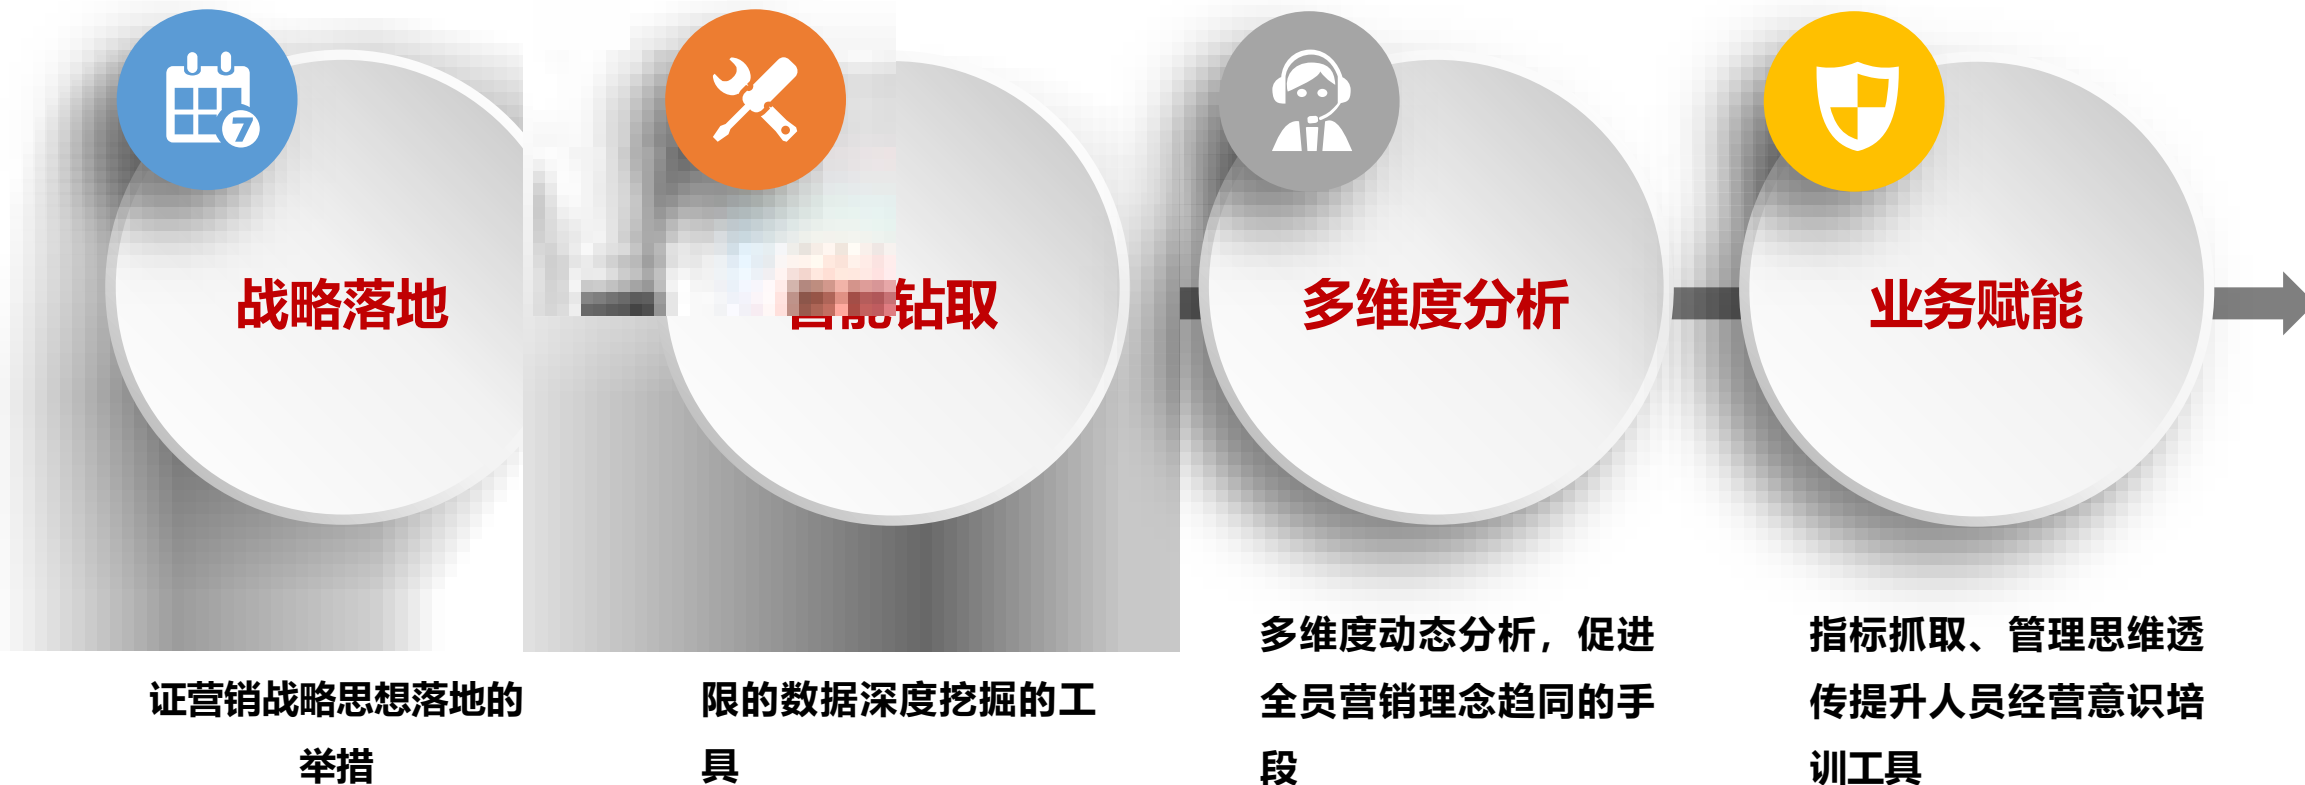 战略落地
智能钻取
多维度分析
业务赋能
证营销战略思想落地的
举措
限的数据深度挖掘的工
具
多维度动态分析，促进
全员营销理念趋同的手
段
指标抓取、管理思维透
传提升人员经营意识培
训工具
7